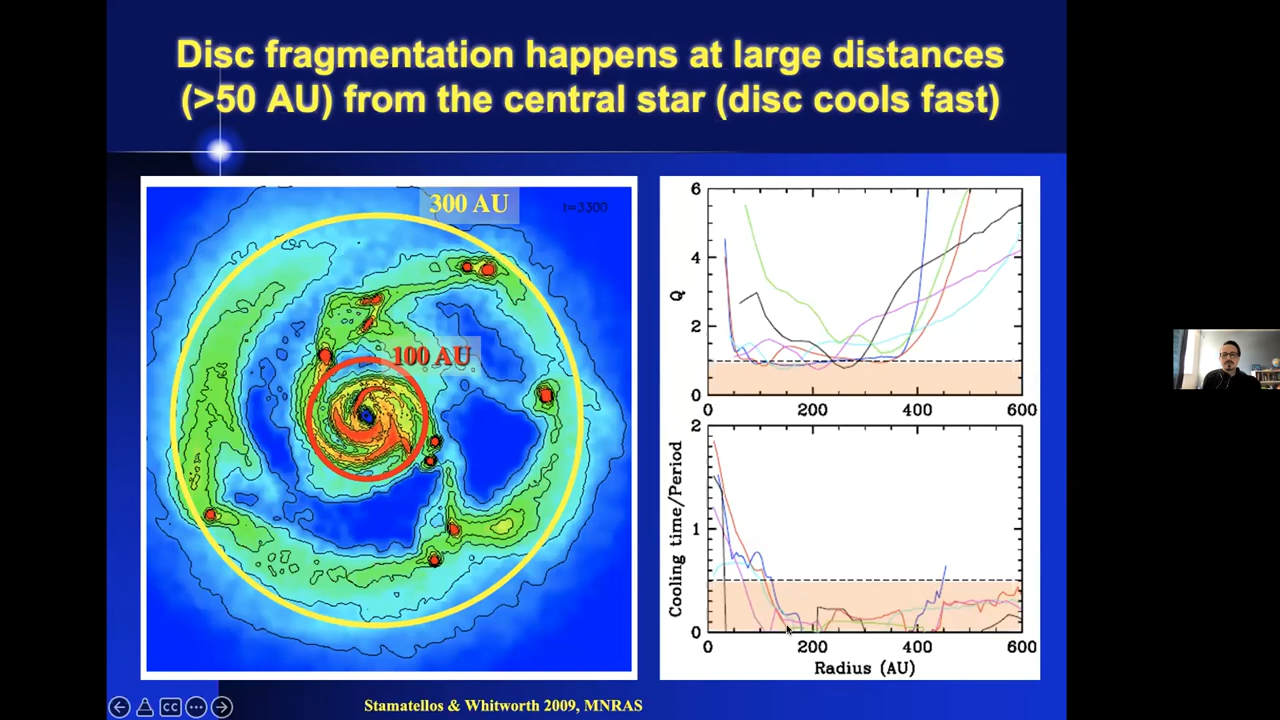 Disc fragmentation happens at large distances
(>50 AU) from the central star (disc cools fast)
300 AU
t=3300
100 AU
6
4
Q
2
0
0 200 400 600
2
Cooling time/Period
1
0
0 200 400 600
Radius (AU)
CC
Stamatellos & Whitworth 2009, MNRAS